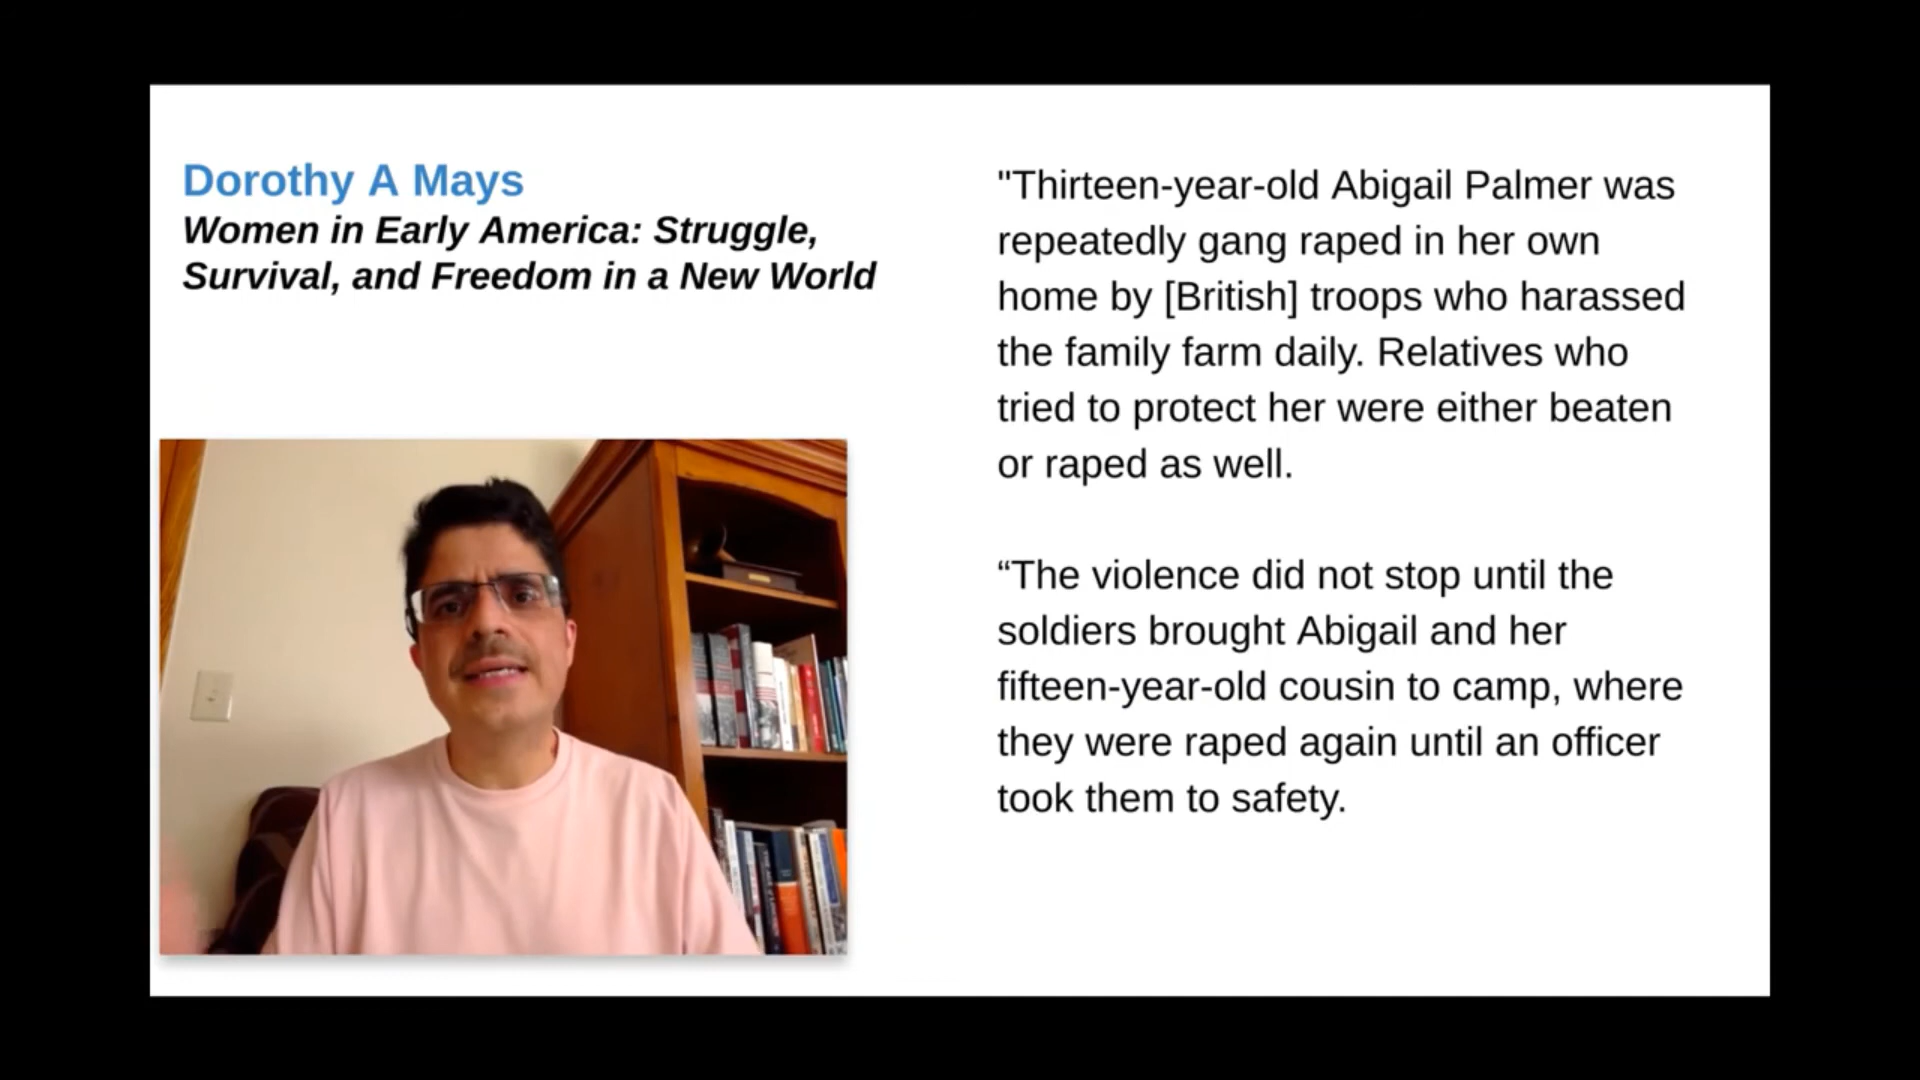 Dorothy A Mays
Women in Early America: Struggle,
Survival, and Freedom in a New World
"Thirteen-year-old Abigail Palmer was
repeatedly gang raped in her own
home by [British] troops who harassed
the family farm daily. Relatives who
tried to protect her were either beaten
or raped as well.
“The violence did not stop until the
soldiers brought Abigail and her
fifteen-year-old cousin to camp, where
they were raped again until an officer
took them to safety.